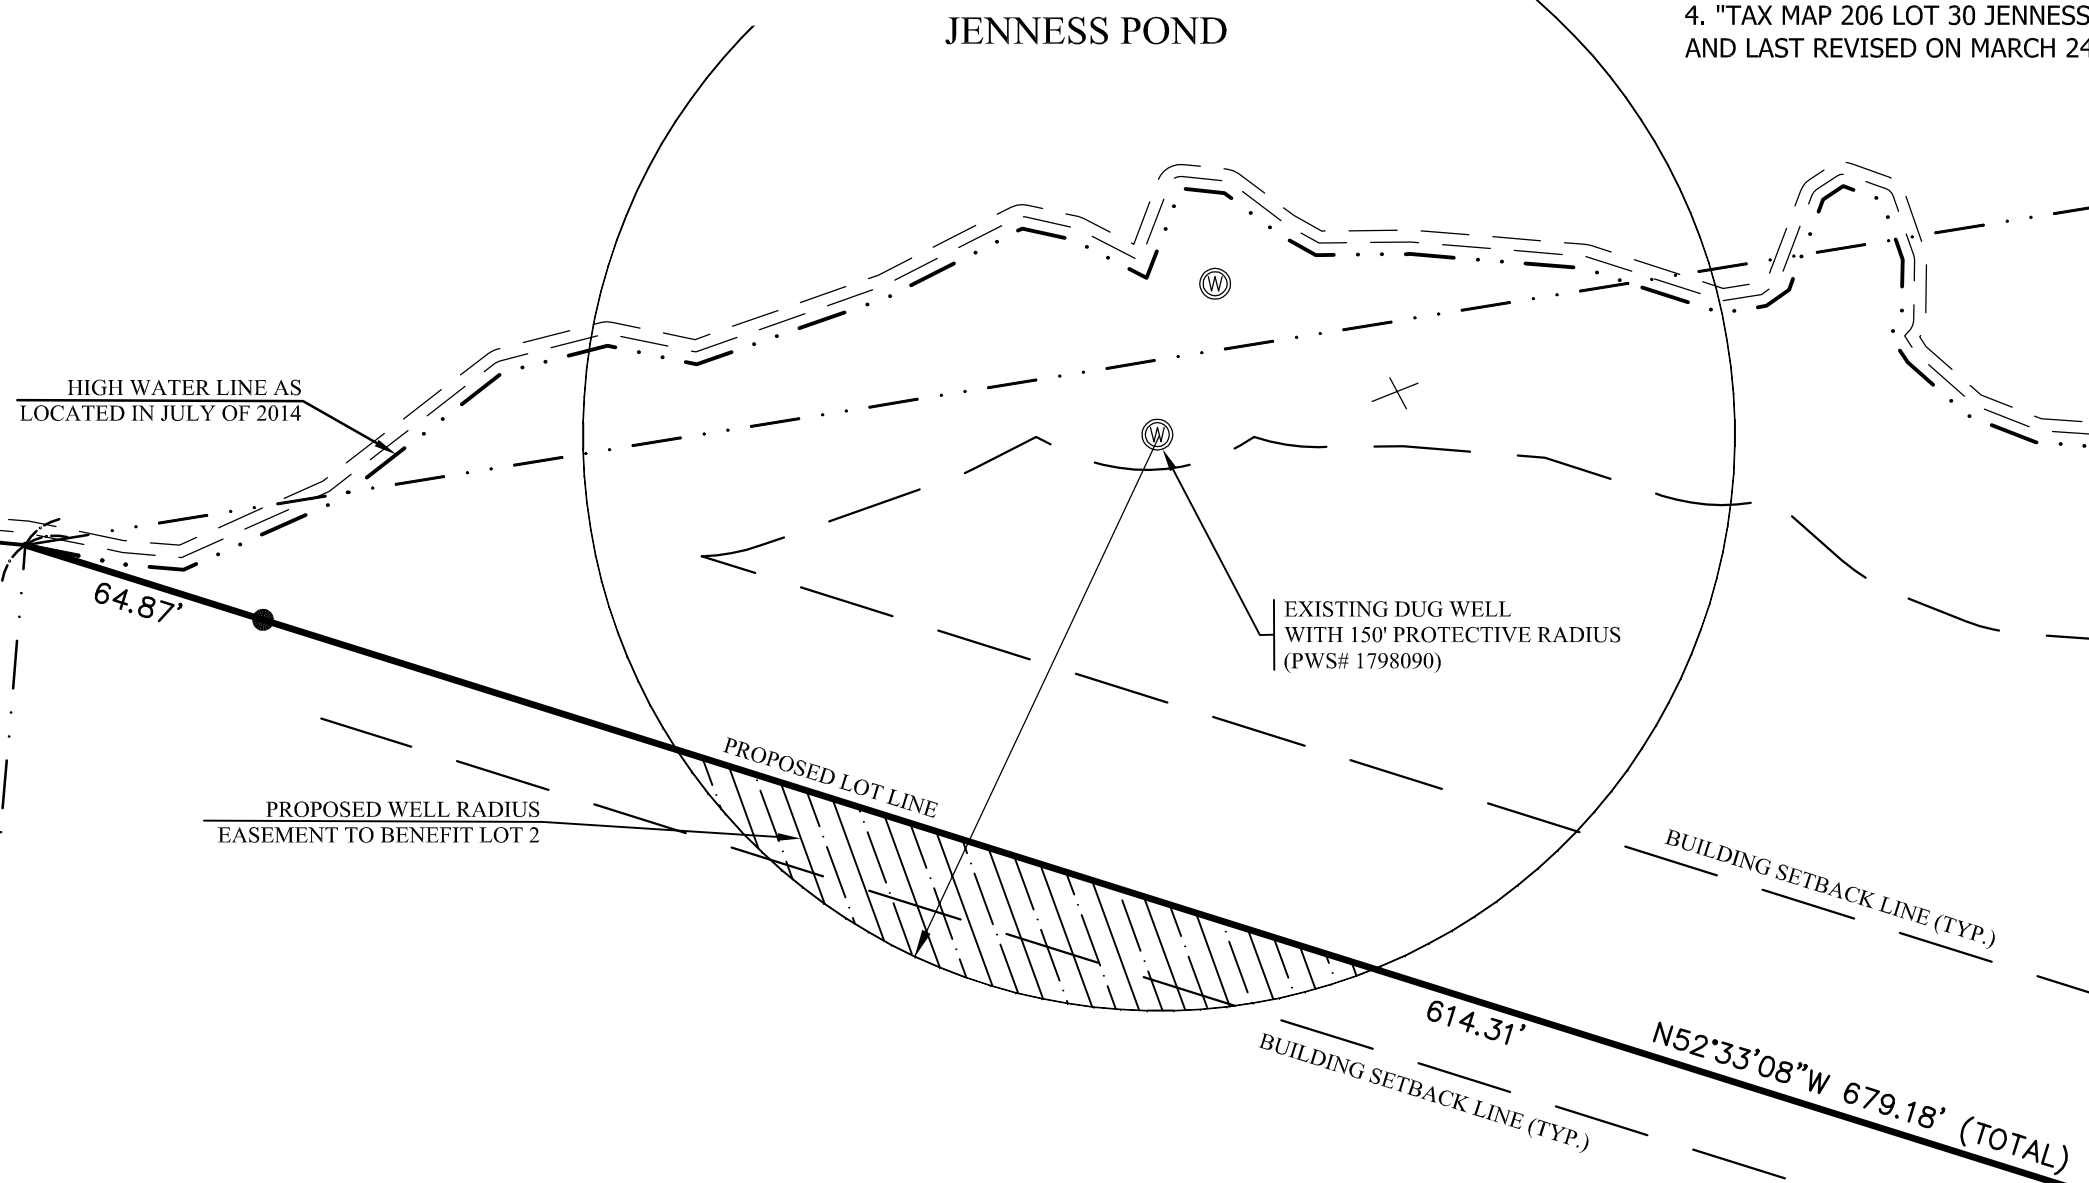 JENNESS POND
4. "TAX MAP 206 LOT 30 JENNESS
AND LAST REVISED ON MARCH 24
W
HIGH WATER LINE AS
LOCATED IN JULY OF 2014
W
64.87'
EXISTING DUG WELL
WITH 150' PROTECTIVE RADIUS
(PWS# 1798090)
PROPOSED LOT LINE
PROPOSED WELL RADIUS
EASEMENT TO BENEFIT LOT 2
BUILDING SETBACK LINE (TYP.)
614.31'
N52°33'08"W 679.18' (TOTAL)
BUILDING SETBACK LINE (TYP.)